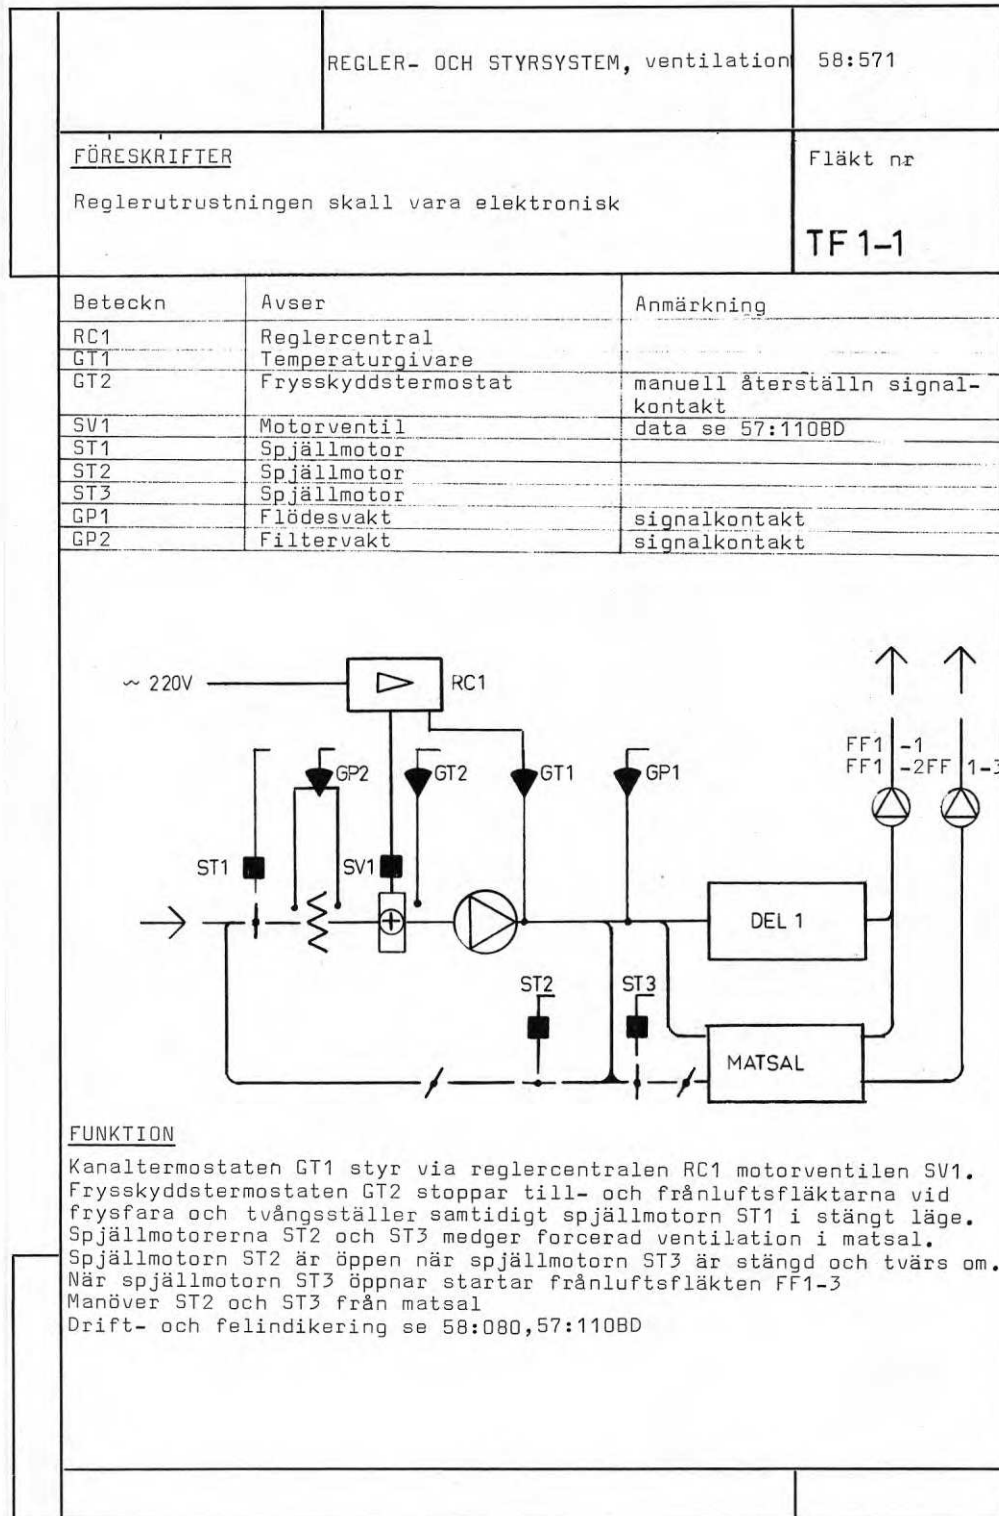 REGLER- OCH STYRSYSTEM, ventilation 58:571
FÖRESKRIFTER
Fläkt nr
Reglerutrustningen skall vara elektronisk
TF 1-1
Beteckn Avser Anmärkning
RC1 Reglercentral
GT1 Temperaturgivare
GT2 Frysskyddstermostat manuell återställn signal-
kontakt
SV1 Motorventil data se 57:110BD
ST1 Spjällmotor
ST2 Spjällmotor
ST3 Spjällmotor
GP1 Flödesvakt signalkontakt
GP2 Filtervakt signalkontakt
~ 220V RC1
FF1 -1
FF1 -2 FF 1-3
GP2 GT2 GT1 GP1
ST1 SV1
DEL 1
ST2 ST3
MATSAL
FUNKTION
Kanaltermostaten GT1 styr via reglercentralen RC1 motorventilen SV1.
Frysskyddstermostaten GT2 stoppar till- och frånluftsfläktarna vid
frysfara och tvångsställer samtidigt spjällmotorn ST1 i stängt läge.
Spjällmotorerna ST2 och ST3 medger forcerad ventilation i matsal.
Spjällmotorn ST2 är öppen när spjällmotorn ST3 är stängd och tvärs om.
När spjällmotorn ST3 öppnar startar frånluftsfläkten FF1-3
Manöver ST2 och ST3 från matsal
Drift- och felindikering se 58:080,57:110BD